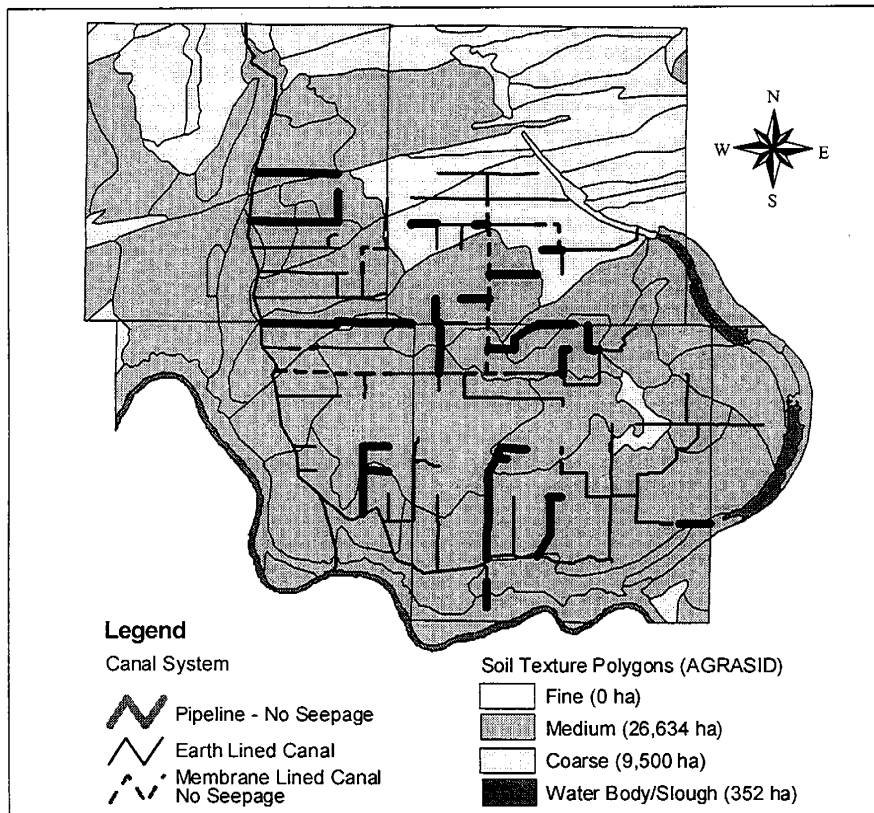 N
W E
S
Legend
Canal System
Pipeline - No Seepage
Earth Lined Canal
Membrane Lined Canal
No Seepage
Soil Texture Polygons (AGRASID)
Fine (0 ha)
Medium (26,634 ha)
Coarse (9,500 ha)
Water Body/Slough (352 ha)